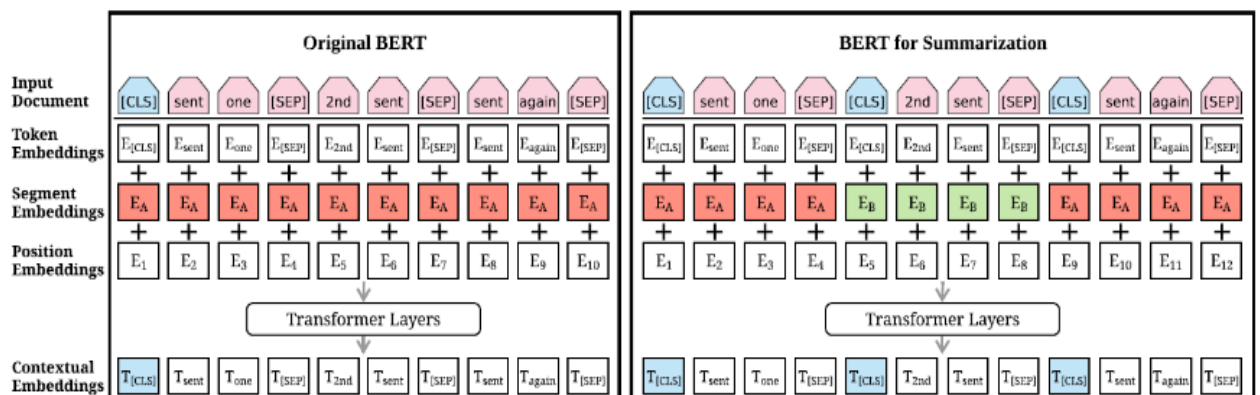 Original BERT BERT for Summarization
Input
Document
[CLS] sent one [SEP] 2nd sent [SEP] sent again [SEP] [CLS] sent one [SEP] [CLS] 2nd sent [SEP] [CLS] sent again [SEP]
Token
Embeddings
E[CLS] Esent Eone E[SEP] E2nd Esent E[SEP] Esent Eagain E[SEP] E[CLS] Esent Eone E[SEP] E[CLS] E2nd Esent E[SEP] E[CLS] Esent Eagain E[SEP]
+ + + + + + + + + + + + + + + + + + + + + +
Segment
Embeddings
EA EA EA EA EA EA EA EA EA EA EA EA EA EA EB EB EB EB EA EA EA EA
+ + + + + + + + + + + + + + + + + + + + + +
Position
Embeddings
E1 E2 E3 E4 E5 E6 E7 E8 E9 E10 E1 E2 E3 E4 E5 E6 E7 E8 E9 E10 E11 E12
Transformer Layers Transformer Layers
Contextual
Embeddings
T[CLS] Tsent Tone T[SEP] T2nd Tsent T[SEP] Tsent Tagain T[SEP] T[CLS] Tsent Tone T[SEP] T[CLS] T2nd Tsent T[SEP] T[CLS] Tsent Tagain T[SEP]